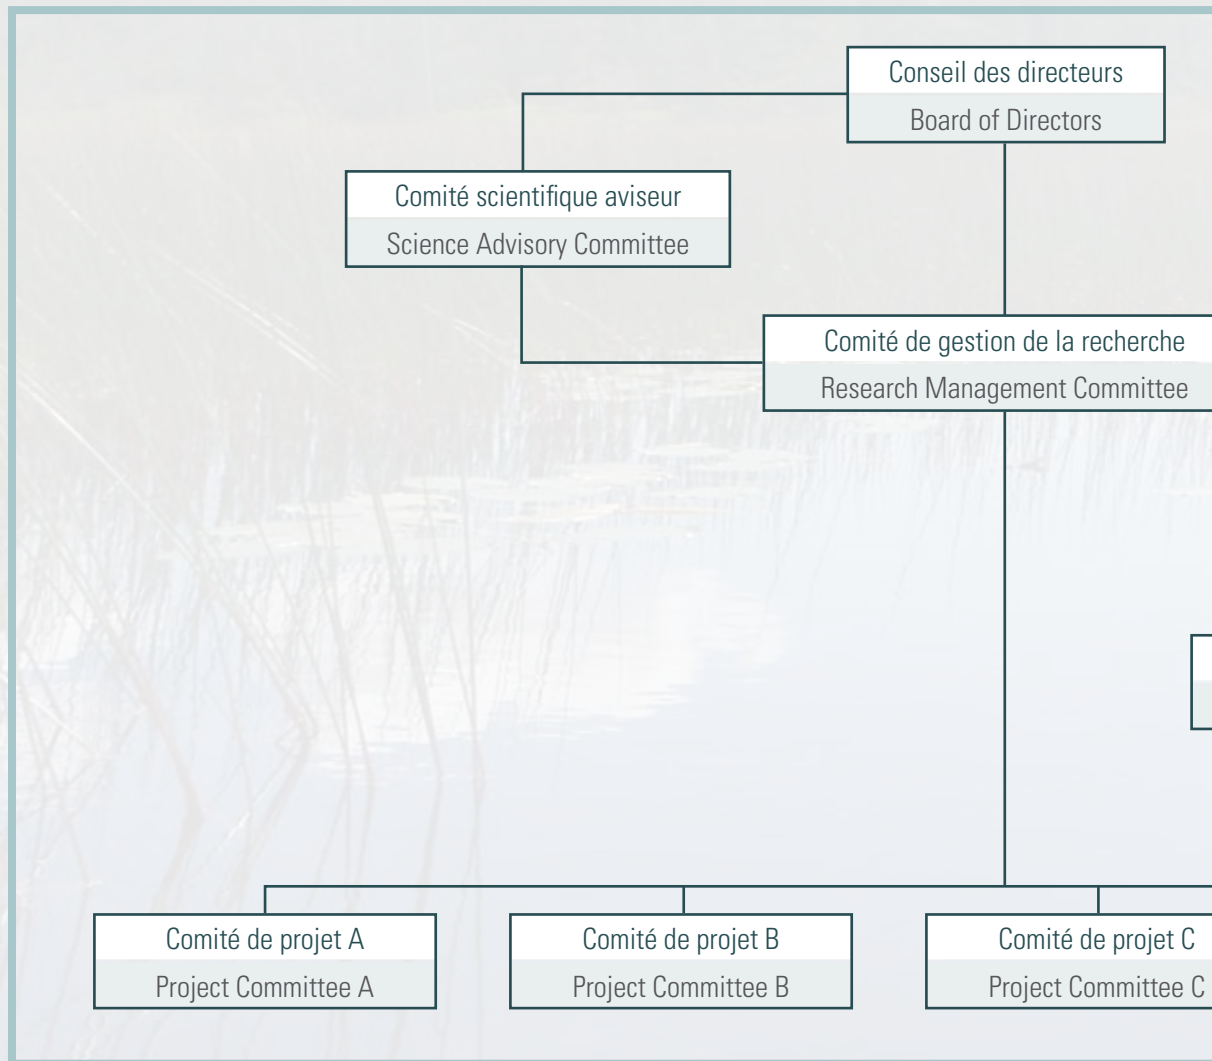 Conseil des directeurs
Board of Directors
Comité scientifique aviseur
Science Advisory Committee
Comité de gestion de la recherche
Research Management Committee
Comité de projet A
Project Committee A
Comité de projet B
Project Committee B
Comité de projet C
Project Committee C